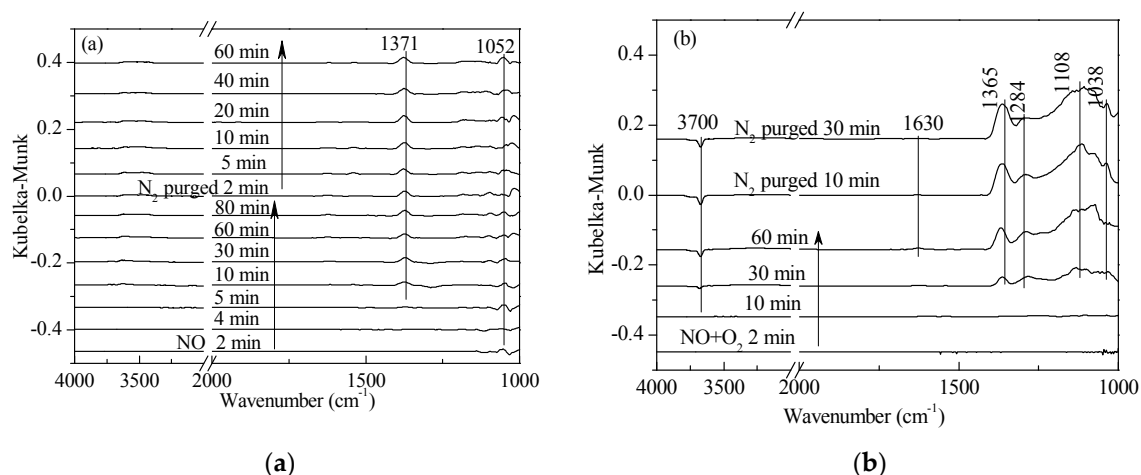 (a)
1371
1052
60 min
40 min
20 min
10 min
5 min
N₂ purged 2 min
80 min
60 min
30 min
10 min
5 min
4 min
NO 2 min
0.4
0.2
0.0
-0.2
-0.4
Kubelka-Munk
4000 3500 2000 1500 1000
Wavenumber (cm⁻¹)
(a)
(b)
3700
1630
1365
1284
1108
1038
N₂ purged 30 min
N₂ purged 10 min
60 min
30 min
10 min
NO+O₂ 2 min
0.4
0.2
0.0
-0.2
-0.4
Kubelka-Munk
4000 3500 2000 1500 1000
Wavenumber (cm⁻¹)
(b)